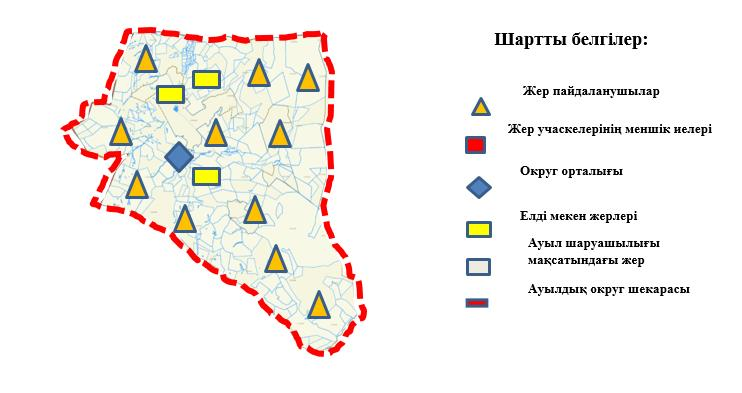 Шартты белгілер:
Жер пайдаланушылар
Жер учаскелерінің меншік иелері
Округ орталығы
Елді мекен жерлері
Ауыл шаруашылығы
мақсатындағы жер
Ауылдық округ шекарасы